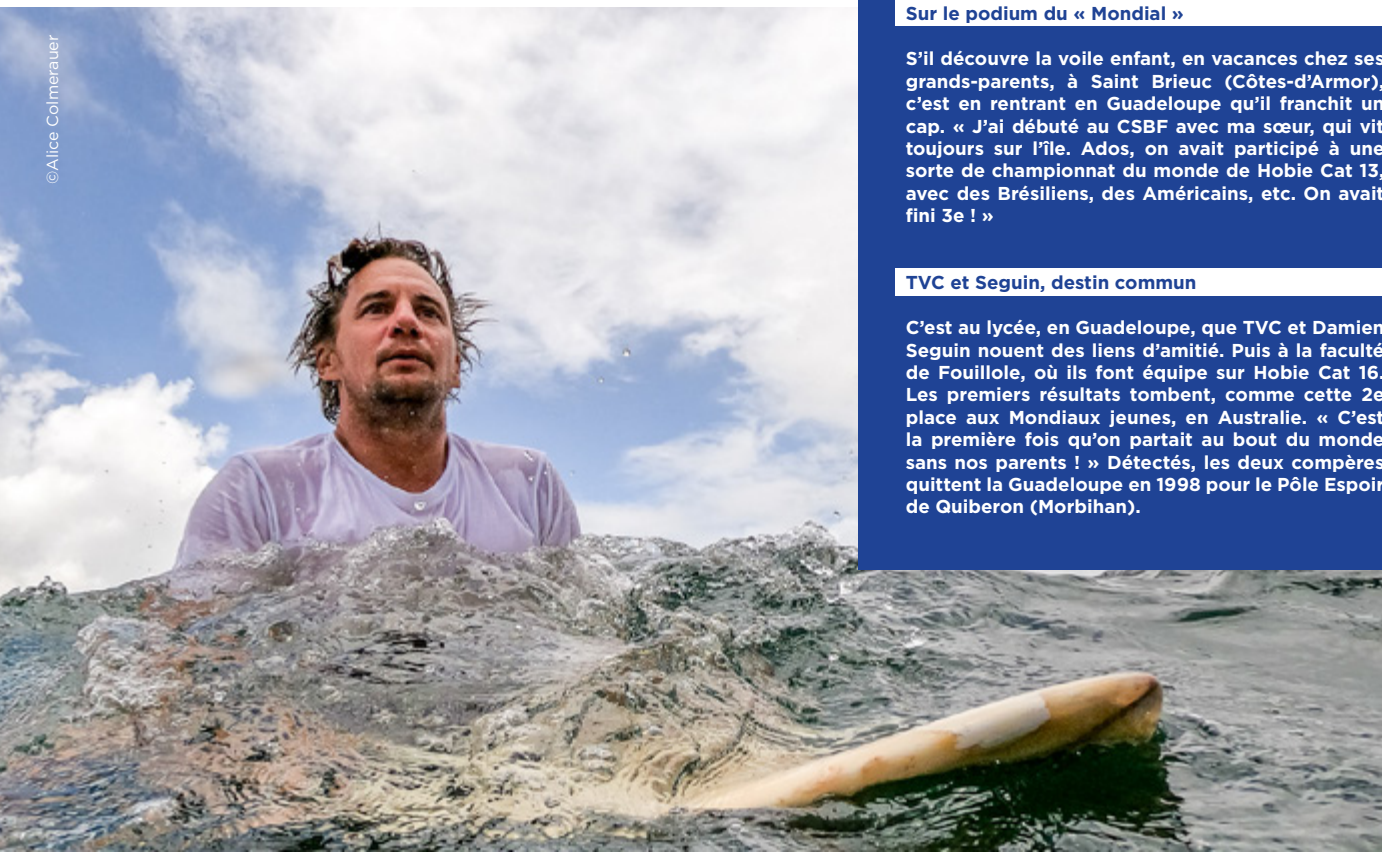 ©Alice Colmerauer
Sur le podium du « Mondial »
S’il découvre la voile enfant, en vacances chez ses
grands-parents, à Saint Brieuc (Côtes-d’Armor),
c’est en rentrant en Guadeloupe qu’il franchit un
cap. « J’ai débuté au CSBF avec ma sœur, qui vit
toujours sur l’île. Ados, on avait participé à une
sorte de championnat du monde de Hobie Cat 13,
avec des Brésiliens, des Américains, etc. On avait
fini 3e ! »
TVC et Seguin, destin commun
C’est au lycée, en Guadeloupe, que TVC et Damien
Seguin nouent des liens d’amitié. Puis à la faculté
de Fouillole, où ils font équipe sur Hobie Cat 16.
Les premiers résultats tombent, comme cette 2e
place aux Mondiaux jeunes, en Australie. « C’est
la première fois qu’on partait au bout du monde
sans nos parents ! » Détectés, les deux compères
quittent la Guadeloupe en 1998 pour le Pôle Espoir
de Quiberon (Morbihan).